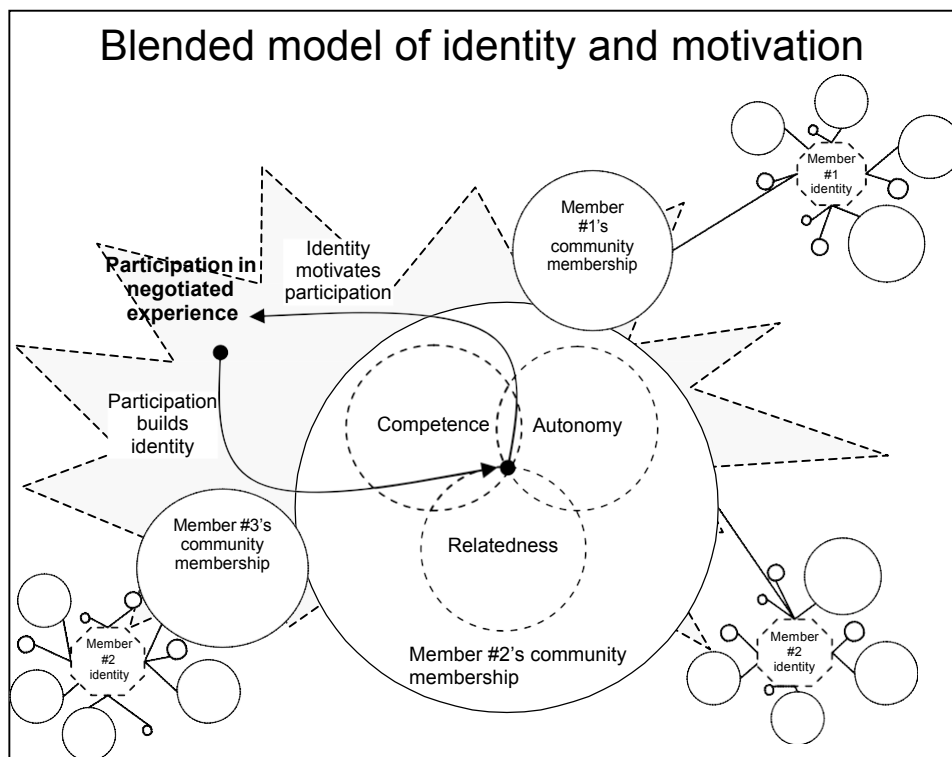 Blended model of identity and motivation
Member
#1
identity
Member
#1's
community
membership
Identity
motivates
participation
Participation in
negotiated
experience
Participation
builds
identity
Competence
Autonomy
Relatedness
Member #3's
community
membership
Member #2's community
membership
Member
#2
identity
Member
#2
identity